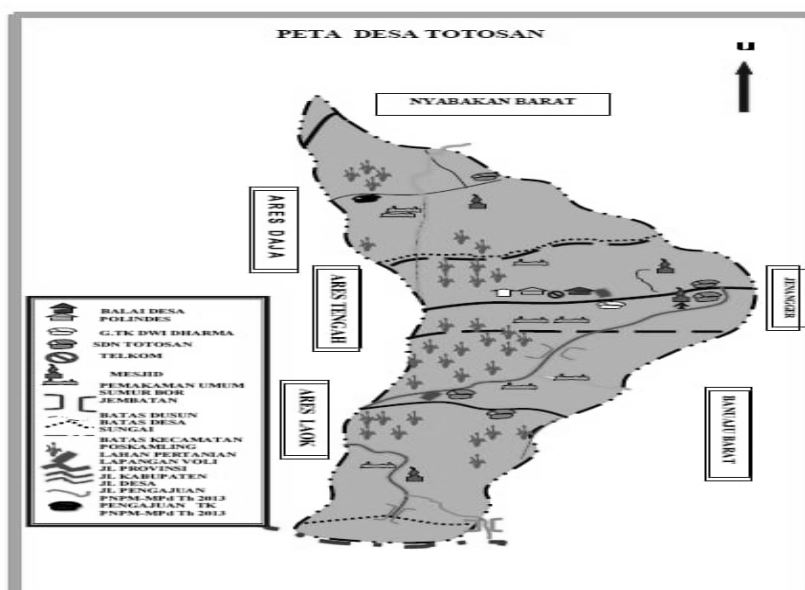 PETA DESA TOTOSAN
U
NYABAKAN BARAT
ARES DAJA
ARES TENGAH
JENANGGER
ARES LAOK
BANUAJU BARAT
BALAI DESA
POLINDES
G.TK DWI DHARMA
SDN TOTOSAN
TELKOM
MESJID
PEMAKAMAN UMUM
SUMUR BOR
JEMBATAN
BATAS DUSUN
BATAS DESA
SUNGAI
BATAS KECAMATAN
POSKAMLING
LAHAN PERTANIAN
LAPANGAN VOLI
JL PROVINSI
JL KABUPATEN
JL DESA
JL PENGAJUAN
PNPM-MPd Th 2013
PENGAJUAN TK
PNPM-MPd Th 2013